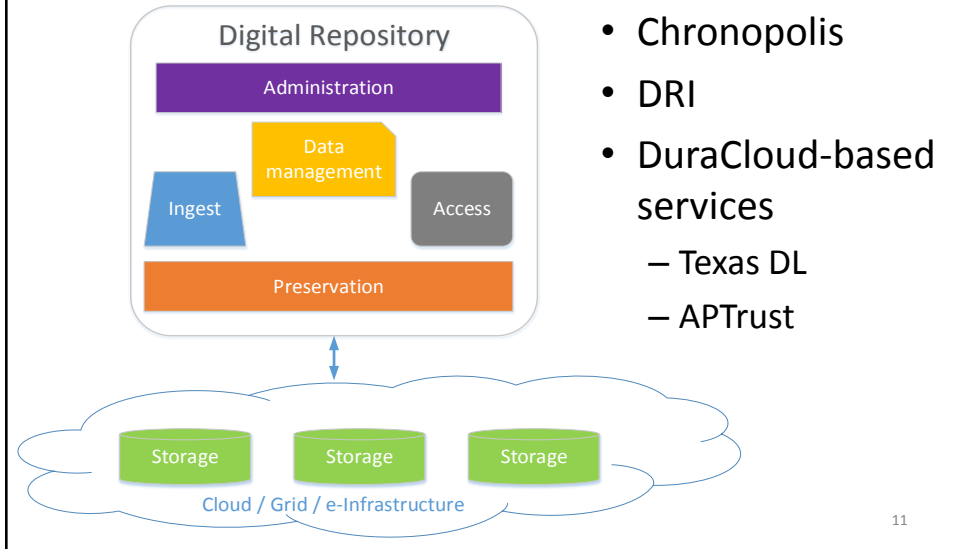 Digital Repository
Administration
Data
management
Ingest
Access
Preservation
Storage
Storage
Storage
Cloud / Grid / e-Infrastructure
• Chronopolis
• DRI
• DuraCloud-based
services
– Texas DL
– APTrust
11